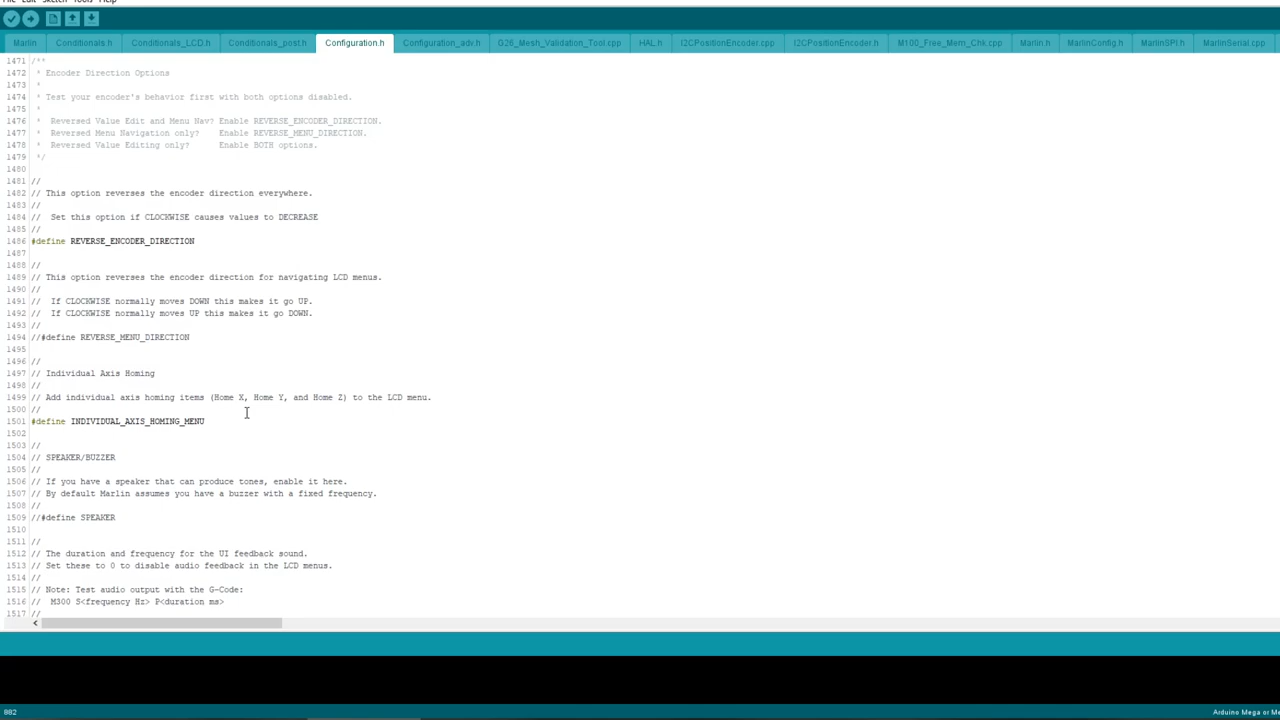 File Edit Sketch Tools Help
Marlin Conditionals.h Conditionals_LCD.h Conditionals_post.h Configuration.h Configuration_adv.h G26_Mesh_Validation_Tool.cpp HAL.h I2CPositionEncoder.cpp I2CPositionEncoder.h M100_Free_Mem_Chk.cpp Marlin.h MarlinConfig.h MarlinSPI.h MarlinSerial.cpp
1471 /**
1472  * Encoder Direction Options
1473  *
1474  * Test your encoder's behavior first with both options disabled.
1475  *
1476  *  Reversed Value Edit and Menu Nav? Enable REVERSE_ENCODER_DIRECTION.
1477  *  Reversed Menu Navigation only?    Enable REVERSE_MENU_DIRECTION.
1478  *  Reversed Value Editing only?      Enable BOTH options.
1479  */
1480
1481 //
1482 // This option reverses the encoder direction everywhere.
1483 //
1484 //  Set this option if CLOCKWISE causes values to DECREASE
1485 //
1486 #define REVERSE_ENCODER_DIRECTION
1487
1488 //
1489 // This option reverses the encoder direction for navigating LCD menus.
1490 //
1491 //  If CLOCKWISE normally moves DOWN this makes it go UP.
1492 //  If CLOCKWISE normally moves UP this makes it go DOWN.
1493 //
1494 //#define REVERSE_MENU_DIRECTION
1495
1496 //
1497 // Individual Axis Homing
1498 //
1499 // Add individual axis homing items (Home X, Home Y, and Home Z) to the LCD menu.
1500 //
1501 #define INDIVIDUAL_AXIS_HOMING_MENU
1502
1503 //
1504 // SPEAKER/BUZZER
1505 //
1506 // If you have a speaker that can produce tones, enable it here.
1507 // By default Marlin assumes you have a buzzer with a fixed frequency.
1508 //
1509 //#define SPEAKER
1510
1511 //
1512 // The duration and frequency for the UI feedback sound.
1513 // Set these to 0 to disable audio feedback in the LCD menus.
1514 //
1515 // Note: Test audio output with the G-Code:
1516 //  M300 S<frequency Hz> P<duration ms>
1517 //
882 Arduino Mega or Me